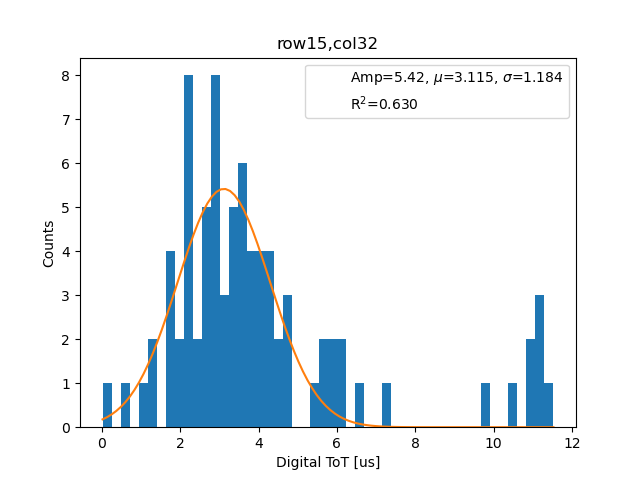 row15,col32
Amp=5.42, μ=3.115, σ=1.184
R²=0.630
Counts
8
7
6
5
4
3
2
1
0
0 2 4 6 8 10 12
Digital ToT [us]